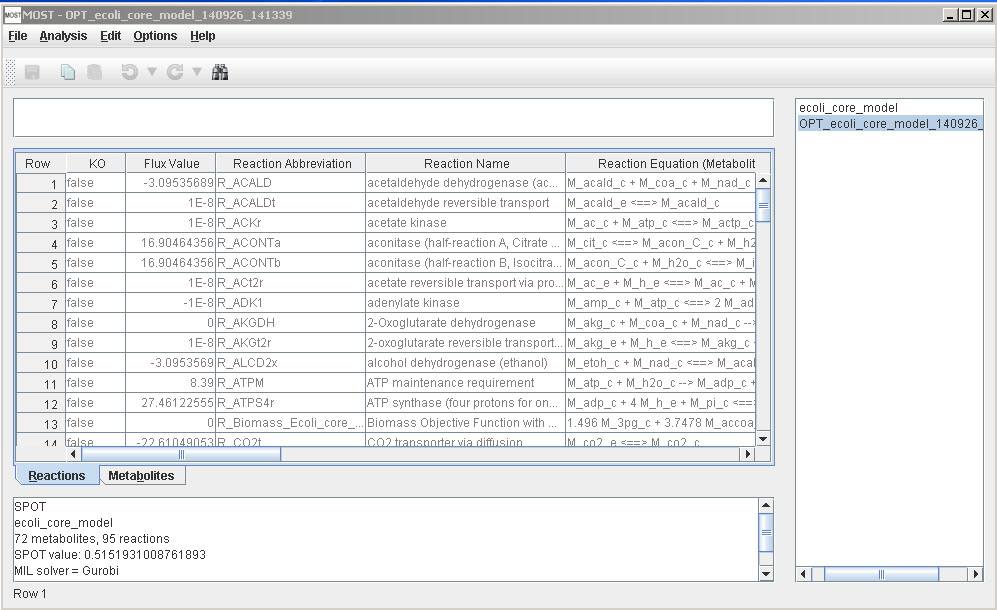 MOST MOST - OPT_ecoli_core_model_140926_141339
File Analysis Edit Options Help
ecoli_core_model
OPT_ecoli_core_model_140926_
Row KO Flux Value Reaction Abbreviation Reaction Name Reaction Equation (Metabolit
1 false -3.09535689 R_ACALD acetaldehyde dehydrogenase (ac... M_acald_c + M_coa_c + M_nad_c
2 false 1E-8 R_ACALDt acetaldehyde reversible transport M_acald_e <==> M_acald_c
3 false 1E-8 R_ACKr acetate kinase M_ac_c + M_atp_c <==> M_actp_c
4 false 16.90464356 R_ACONTa aconitase (half-reaction A, Citrate ... M_cit_c <==> M_acon_C_c + M_h2
5 false 16.90464356 R_ACONTb aconitase (half-reaction B, Isocitra... M_acon_C_c + M_h2o_c <==> M_i
6 false 1E-8 R_ACt2r acetate reversible transport via pro... M_ac_e + M_h_e <==> M_ac_c + M
7 false -1E-8 R_ADK1 adenylate kinase M_amp_c + M_atp_c <==> 2 M_ad
8 false 0 R_AKGDH 2-Oxoglutarate dehydrogenase M_akg_c + M_coa_c + M_nad_c -->
9 false 1E-8 R_AKGt2r 2-oxoglutarate reversible transport... M_akg_e + M_h_e <==> M_akg_c
10 false -3.0953569 R_ALCD2x alcohol dehydrogenase (ethanol) M_etoh_c + M_nad_c <==> M_acal
11 false 8.39 R_ATPM ATP maintenance requirement M_atp_c + M_h2o_c --> M_adp_c +
12 false 27.46122555 R_ATPS4r ATP synthase (four protons for on... M_adp_c + 4 M_h_e + M_pi_c <==
13 false 0 R_Biomass_Ecoli_core_... Biomass Objective Function with ... 1.496 M_3pg_c + 3.7478 M_accoa
14 false -22.61049053 R_CO2t CO2 transporter via diffusion M_co2_e <==> M_co2_c
Reactions Metabolites
SPOT
ecoli_core_model
72 metabolites, 95 reactions
SPOT value: 0.5151931008761893
MIL solver = Gurobi
Row 1